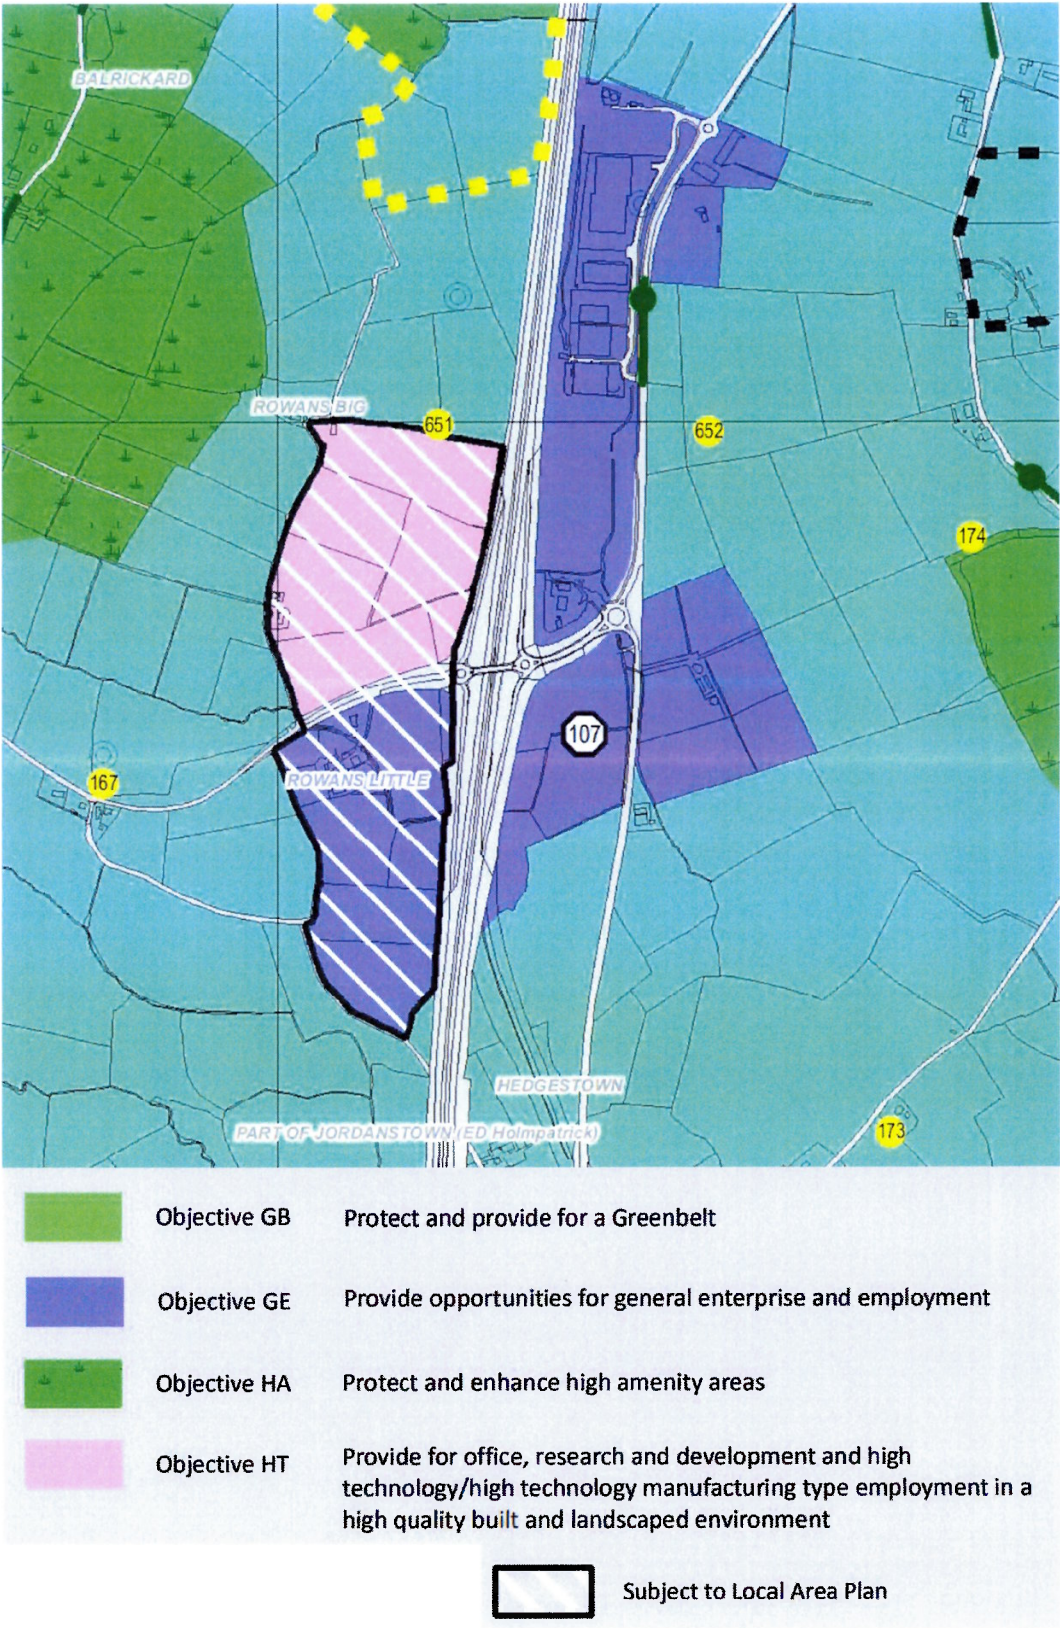 BALRICKARD
ROWANS BIG
651
652
174
107
167
ROWANS LITTLE
HEDGESTOWN
PART OF JORDANSTOWN (ED Holmpatrick)
173
Objective GB Protect and provide for a Greenbelt
Objective GE Provide opportunities for general enterprise and employment
Objective HA Protect and enhance high amenity areas
Objective HT Provide for office, research and development and high
technology/high technology manufacturing type employment in a
high quality built and landscaped environment
Subject to Local Area Plan